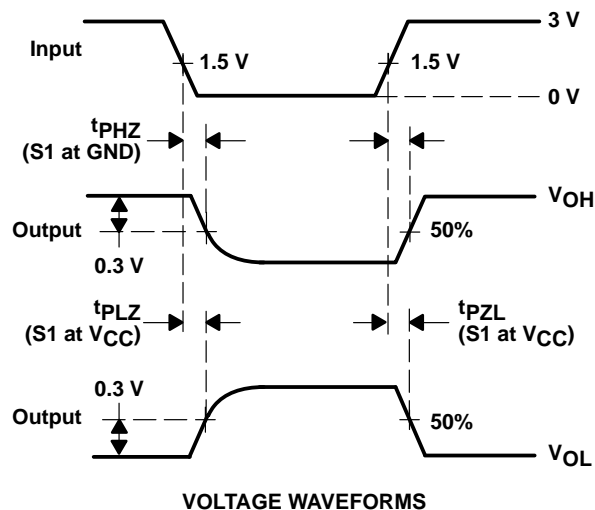 3 V
Input
1.5 V
1.5 V
0 V
tPHZ
(S1 at GND)
VOH
Output
50%
0.3 V
tPLZ
(S1 at VCC)
tPZL
(S1 at VCC)
0.3 V
Output
50%
VOL
VOLTAGE WAVEFORMS